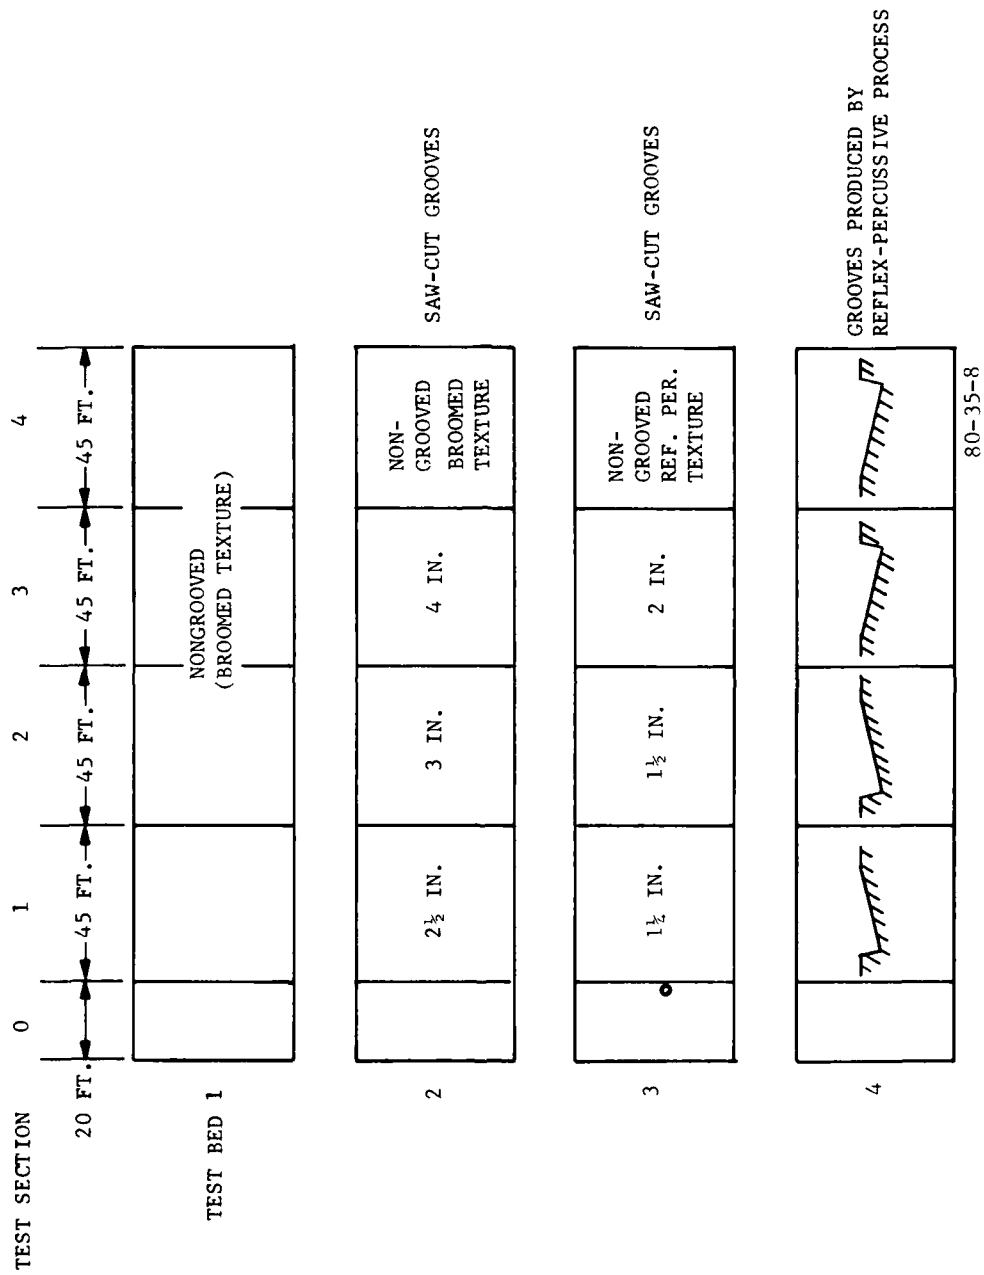 TEST SECTION 0 1 2 3 4
20 FT. 45 FT. 45 FT. 45 FT. 45 FT.
TEST BED 1
NONGROOVED
(BROOMED TEXTURE)
2
2½ IN.
3 IN.
4 IN.
NON-
GROOVED
BROOMED
TEXTURE
SAW-CUT GROOVES
3
1½ IN.
2 IN.
NON-
GROOVED
REF. PER.
TEXTURE
SAW-CUT GROOVES
4
GROOVES PRODUCED BY
REFLEX-PERCUSSIVE PROCESS
80-35-8